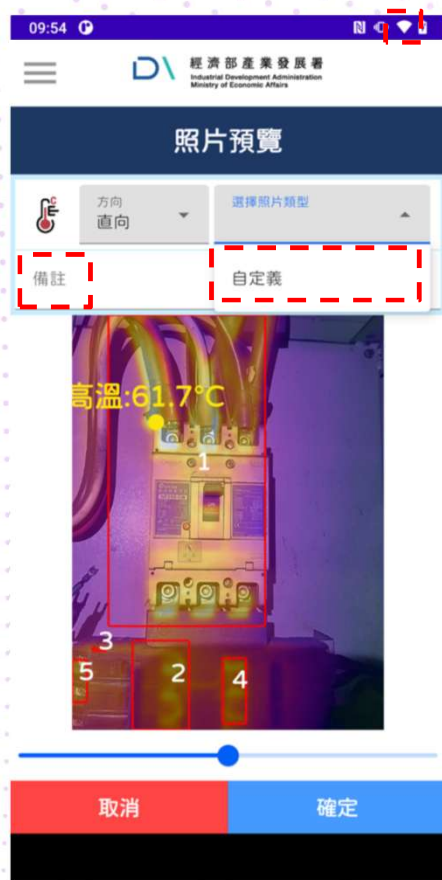 09:54
經濟部產業發展署
Industrial Development Administration
Ministry of Economic Affairs
照片預覽
方向
直向
選擇照片類型
備註
自定義
高溫:61.7°C
1
3
5
2
4
取消
確定